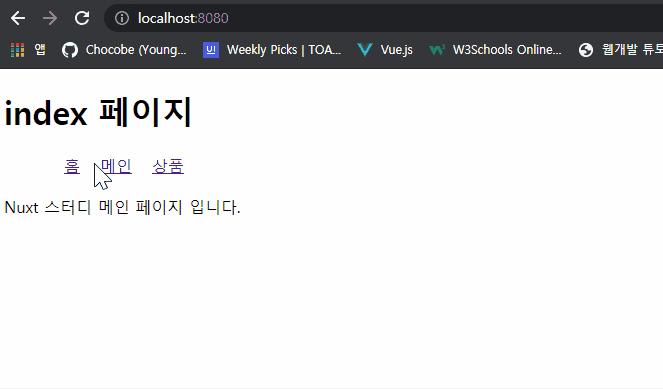 localhost:8080
앱 Chocobe (Young... Weekly Picks | TOA... Vue.js W3Schools Online... 웹개발 튜토
index 페이지
홈 메인 상품
Nuxt 스터디 메인 페이지 입니다.